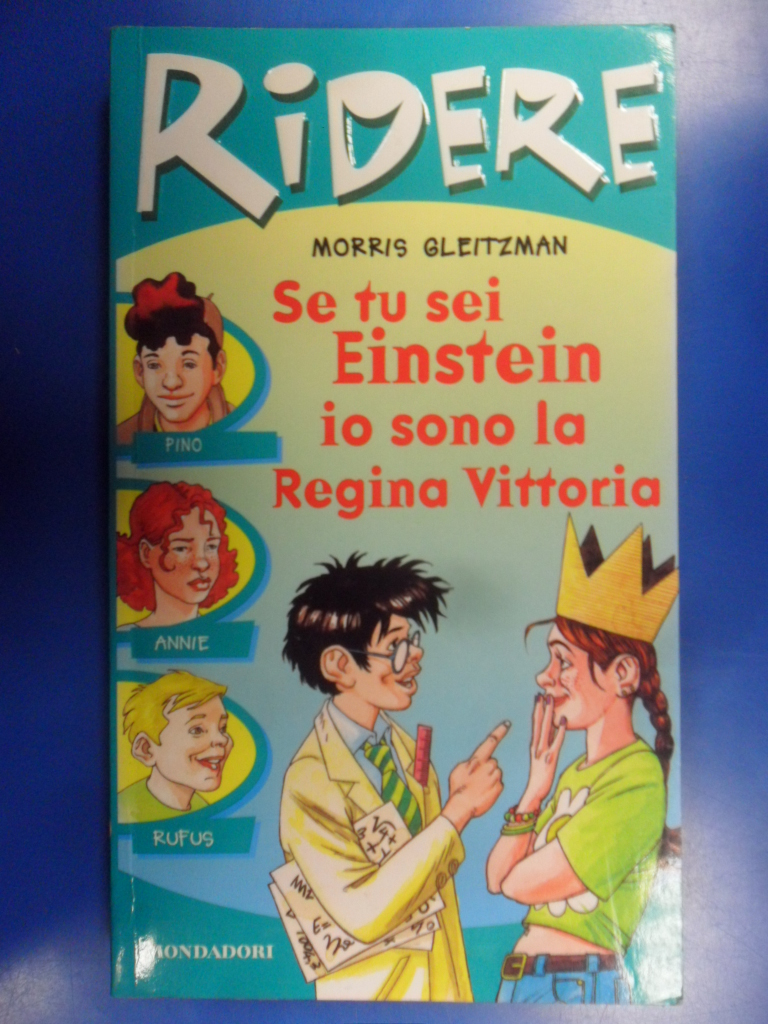 RiDERE
MORRIS GLEITZMAN
Se tu sei
Einstein
io sono la
Regina Vittoria
PINO
ANNIE
RUFUS
E=
MONDADORI